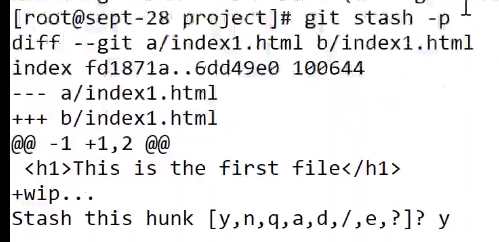 [root@sept-28 project]# git stash -p
diff --git a/index1.html b/index1.html
index fd1871a..6dd49e0 100644
--- a/index1.html
+++ b/index1.html
@@ -1 +1,2 @@
 <h1>This is the first file</h1>
+wip...
Stash this hunk [y,n,q,a,d,/,e,?]? y